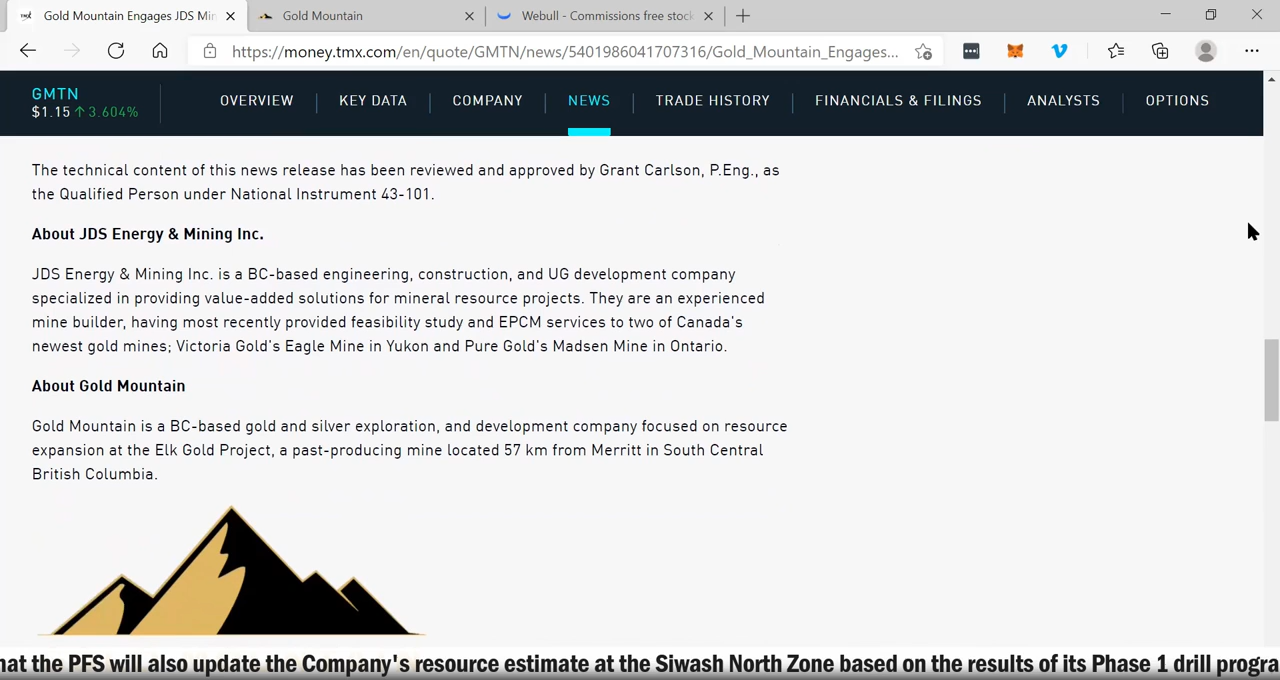 Gold Mountain Engages JDS Min
Gold Mountain
Webull - Commissions free stock
https://money.tmx.com/en/quote/GMTN/news/5401986041707316/Gold_Mountain_Engages...
GMTN
$1.15 ↑ 3.604%
OVERVIEW
KEY DATA
COMPANY
NEWS
TRADE HISTORY
FINANCIALS & FILINGS
ANALYSTS
OPTIONS
The technical content of this news release has been reviewed and approved by Grant Carlson, P.Eng., as
the Qualified Person under National Instrument 43-101.
About JDS Energy & Mining Inc.
JDS Energy & Mining Inc. is a BC-based engineering, construction, and UG development company
specialized in providing value-added solutions for mineral resource projects. They are an experienced
mine builder, having most recently provided feasibility study and EPCM services to two of Canada's
newest gold mines; Victoria Gold's Eagle Mine in Yukon and Pure Gold's Madsen Mine in Ontario.
About Gold Mountain
Gold Mountain is a BC-based gold and silver exploration, and development company focused on resource
expansion at the Elk Gold Project, a past-producing mine located 57 km from Merritt in South Central
British Columbia.
hat the PFS will also update the Company's resource estimate at the Siwash North Zone based on the results of its Phase 1 drill progra